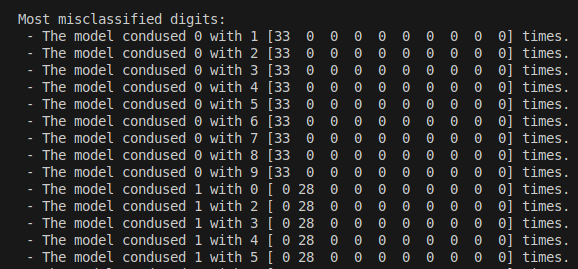 Most misclassified digits:
- The model condused 0 with 1 [33  0  0  0  0  0  0  0  0  0] times.
- The model condused 0 with 2 [33  0  0  0  0  0  0  0  0  0] times.
- The model condused 0 with 3 [33  0  0  0  0  0  0  0  0  0] times.
- The model condused 0 with 4 [33  0  0  0  0  0  0  0  0  0] times.
- The model condused 0 with 5 [33  0  0  0  0  0  0  0  0  0] times.
- The model condused 0 with 6 [33  0  0  0  0  0  0  0  0  0] times.
- The model condused 0 with 7 [33  0  0  0  0  0  0  0  0  0] times.
- The model condused 0 with 8 [33  0  0  0  0  0  0  0  0  0] times.
- The model condused 0 with 9 [33  0  0  0  0  0  0  0  0  0] times.
- The model condused 1 with 0 [ 0 28  0  0  0  0  0  0  0  0] times.
- The model condused 1 with 2 [ 0 28  0  0  0  0  0  0  0  0] times.
- The model condused 1 with 3 [ 0 28  0  0  0  0  0  0  0  0] times.
- The model condused 1 with 4 [ 0 28  0  0  0  0  0  0  0  0] times.
- The model condused 1 with 5 [ 0 28  0  0  0  0  0  0  0  0] times.